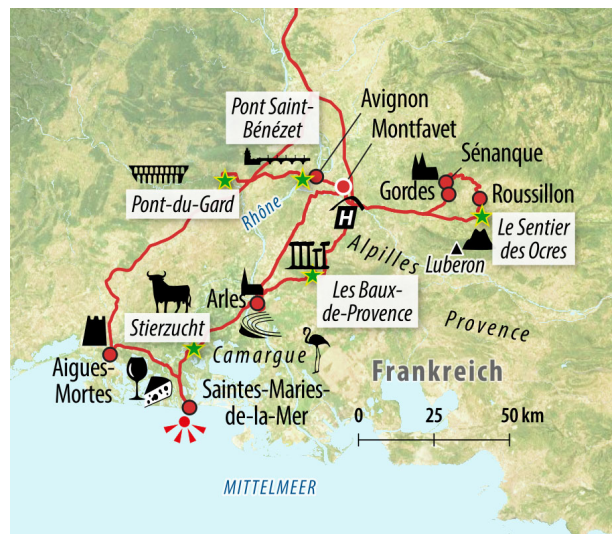 Pont Saint-
Bénézet
Avignon
Montfavet
Sénanque
Gordes
Roussillon
Pont-du-Gard
Rhône
H
Le Sentier
des Ocres
Alpilles
Luberon
Arles
Les Baux-
de-Provence
Stierzucht
Provence
Camargue
Aigues-
Mortes
Frankreich
Saintes-Maries-
de-la-Mer
0 25 50 km
MITTELMEER